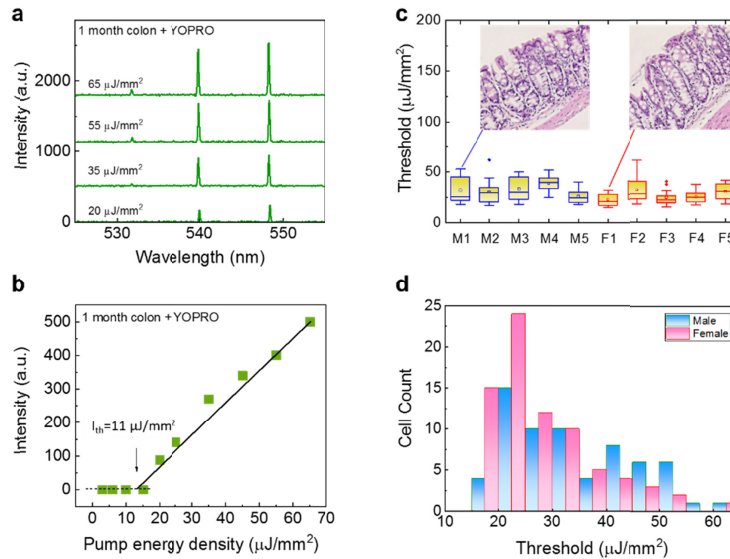 a
1 month colon + YOPRO
2000
1000
0
65 μJ/mm²
55 μJ/mm²
35 μJ/mm²
20 μJ/mm²
Intensity (a.u.)
530 540 550
Wavelength (nm)
b
1 month colon +YOPRO
500
400
300
200
100
0
Ith=11 μJ/mm²
Intensity (a.u.)
0 10 20 30 40 50 60 70
Pump energy density (μJ/mm²)
c
200
150
100
50
0
Threshold (μJ/mm²)
M1 M2 M3 M4 M5 F1 F2 F3 F4 F5
d
25
20
15
10
5
0
Cell Count
Male
Female
10 20 30 40 50 60
Threshold (μJ/mm²)